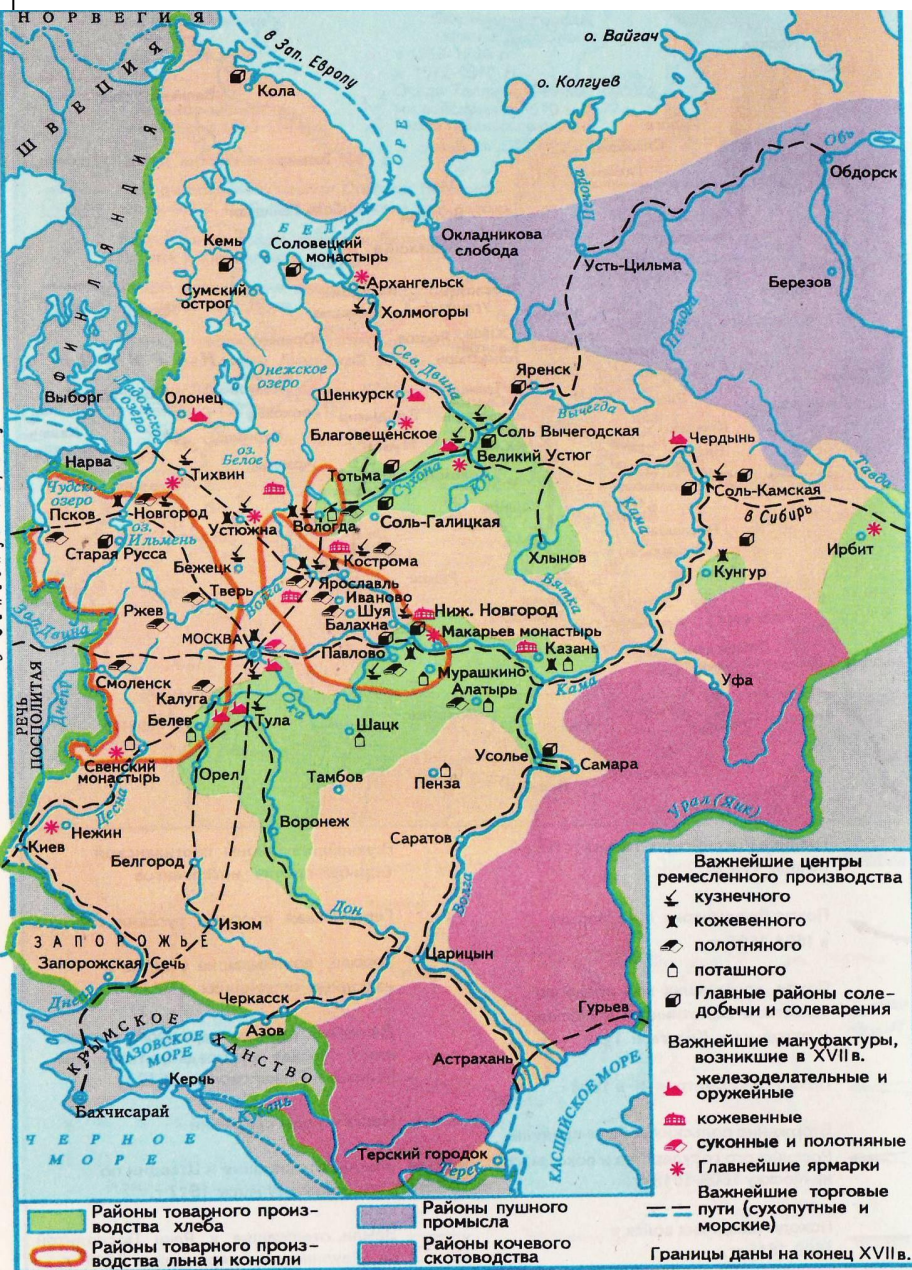 НОРВЕГИЯ
ШВЕЦИЯ
ФИНЛЯНДИЯ
в Зап. Европу
о. Вайгач
о. Колгуев
Кола
БЕЛОЕ МОРЕ
Обь
Обдорск
Печора
Окладникова
слобода
Усть-Цильма
Березов
Печора
Кемь
Соловецкий
монастырь
Сумский
острог
Архангельск
Холмогоры
Сев. Двина
Онежское
озеро
Ладожское
озеро
Выборг
Олонец
Шенкурск
Яренск
Вычегда
Благовещенское
Соль Вычегодская
Великий Устюг
Чердынь
Тавда
Нарва
оз.
Белое
Тихвин
Тотьма
Сухона
Юг
Кама
Соль-Камская
в Сибирь
Чудское
озеро
Псков
Новгород
оз.
Ильмень
Устюжна
Вологда
Соль-Галицкая
Ирбит
Старая Русса
Бежецк
Кострома
Хлынов
Кунгур
Ярославль
Вятка
Тверь
Волга
Иваново
Шуя
Ржев
Балахна
Ниж. Новгород
Зап. Двина
МОСКВА
Макарьев монастырь
Павлово
Казань
Смоленск
Мурашкино
Кама
Уфа
РЕЧЬ
ПОСПОЛИТАЯ
Днепр
Калуга
Ока
Алатырь
Белев
Тула
Шацк
Свенский
монастырь
Усолье
Самара
Орел
Тамбов
Пенза
Десна
Урал (Яик)
Нежин
Воронеж
Киев
Саратов
Белгород
Волга
Дон
Изюм
ЗАПОРОЖЬЕ
Запорожская Сечь
Царицын
Днепр
Черкасск
Гурьев
КРЫМСКОЕ ХАНСТВО
Азов
АЗОВСКОЕ
МОРЕ
Астрахань
Керчь
Бахчисарай
Кубань
КАСПИЙСКОЕ МОРЕ
ЧЕРНОЕ
МОРЕ
Терский городок
Терек
Важнейшие центры
ремесленного производства
кузнечного
кожевенного
полотняного
поташного
Главные районы соле-
добычи и солеварения
Важнейшие мануфактуры,
возникшие в XVII в.
железоделательные и
оружейные
кожевенные
суконные и полотняные
Главнейшие ярмарки
Важнейшие торговые
пути (сухопутные и
морские)
Границы даны на конец XVII в.
Районы товарного произ-
водства хлеба
Районы товарного произ-
водства льна и конопли
Районы пушного
промысла
Районы кочевого
скотоводства